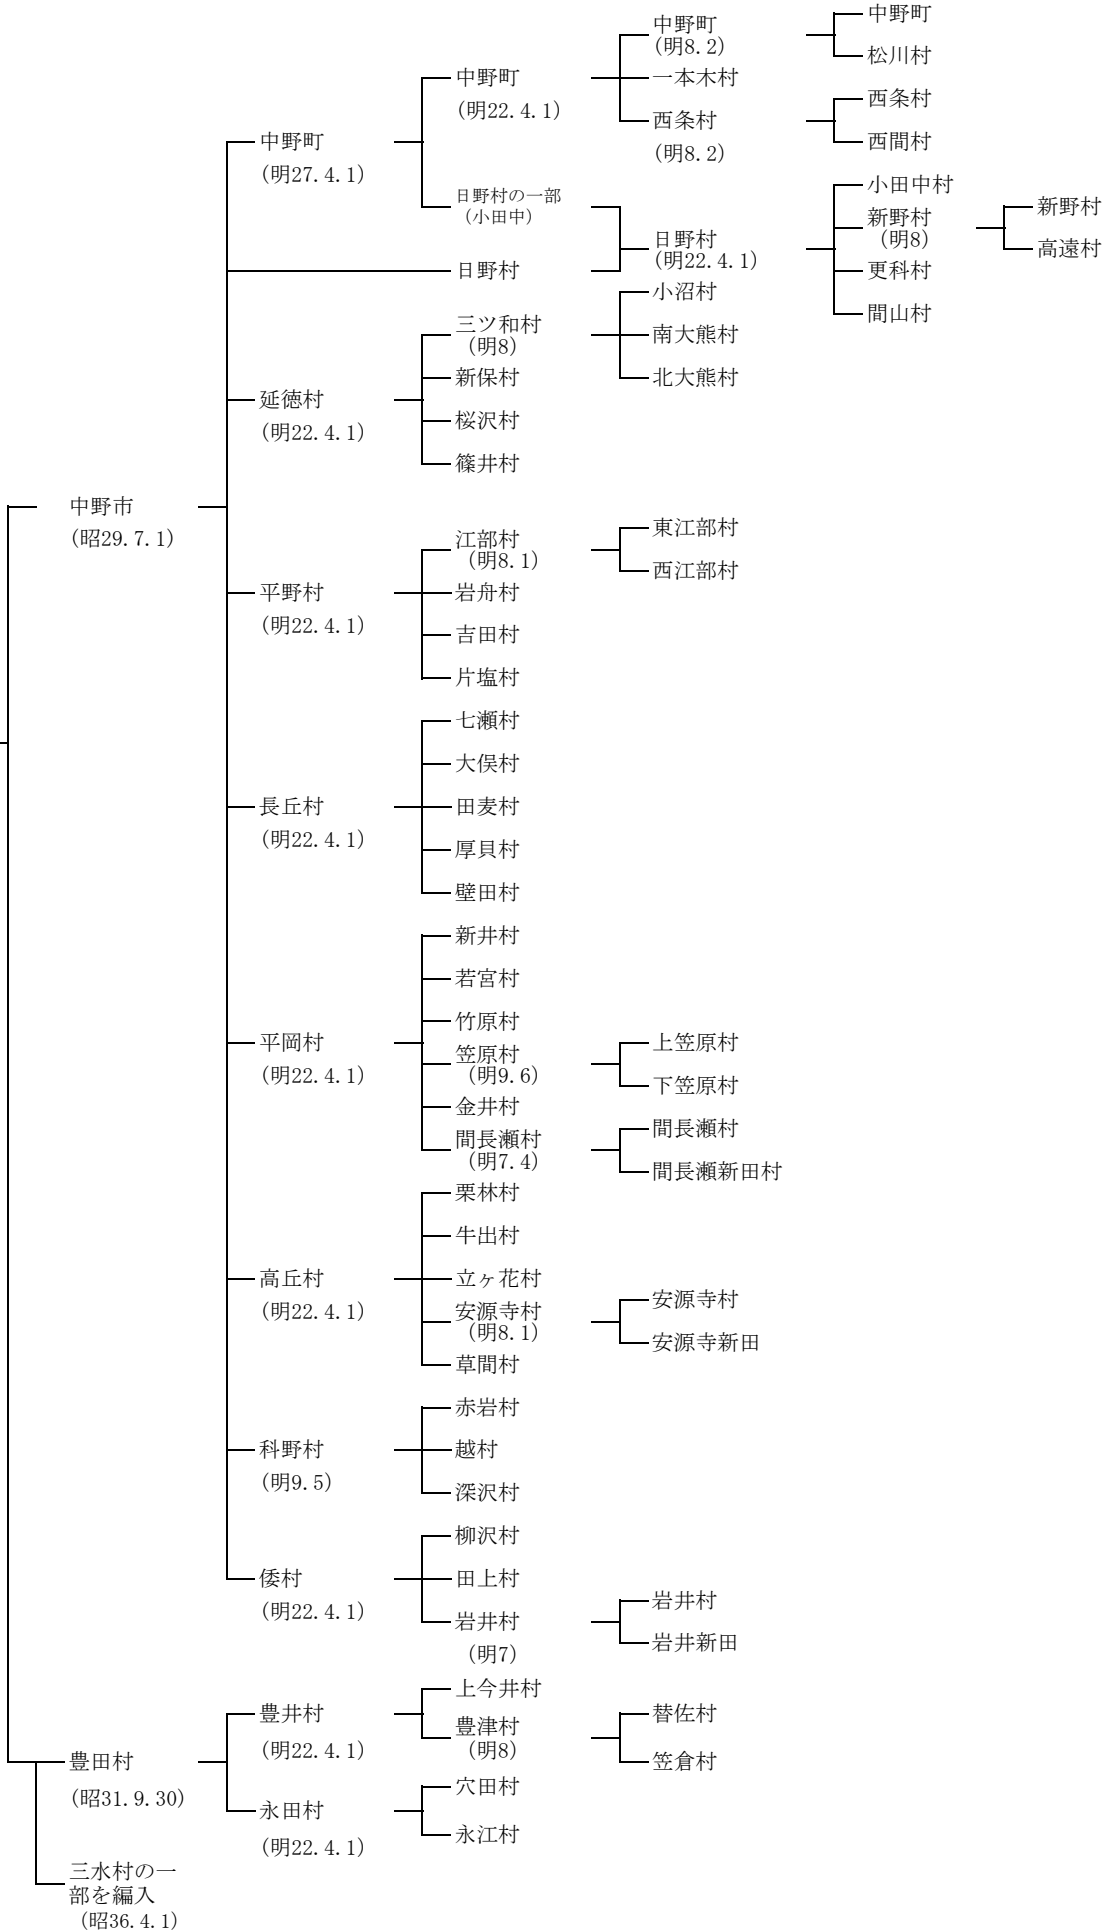 中野町
中野町
(明8.2)
松川村
中野町
一本木村
(明22.4.1)
西条村
西条村
(明8.2)
西間村
中野町
(明27.4.1)
小田中村
日野村の一部
(小田中)
新野村
(明8)
新野村
高遠村
日野村
(明22.4.1)
日野村
更科村
小沼村
間山村
三ツ和村
(明8)
南大熊村
新保村
北大熊村
延徳村
(明22.4.1)
桜沢村
篠井村
中野市
(昭29.7.1)
江部村
(明8.1)
東江部村
西江部村
平野村
(明22.4.1)
岩舟村
吉田村
片塩村
七瀬村
大俣村
長丘村
(明22.4.1)
田麦村
厚貝村
壁田村
新井村
若宮村
竹原村
平岡村
(明22.4.1)
笠原村
(明9.6)
上笠原村
下笠原村
金井村
間長瀬村
(明7.4)
間長瀬村
間長瀬新田村
栗林村
牛出村
高丘村
(明22.4.1)
立ヶ花村
安源寺村
(明8.1)
安源寺村
安源寺新田
草間村
赤岩村
科野村
(明9.5)
越村
深沢村
柳沢村
倭村
(明22.4.1)
田上村
岩井村
(明7)
岩井村
岩井新田
上今井村
豊井村
(明22.4.1)
豊津村
(明8)
替佐村
笠倉村
豊田村
(昭31.9.30)
穴田村
永田村
(明22.4.1)
永江村
三水村の一
部を編入
(昭36.4.1)